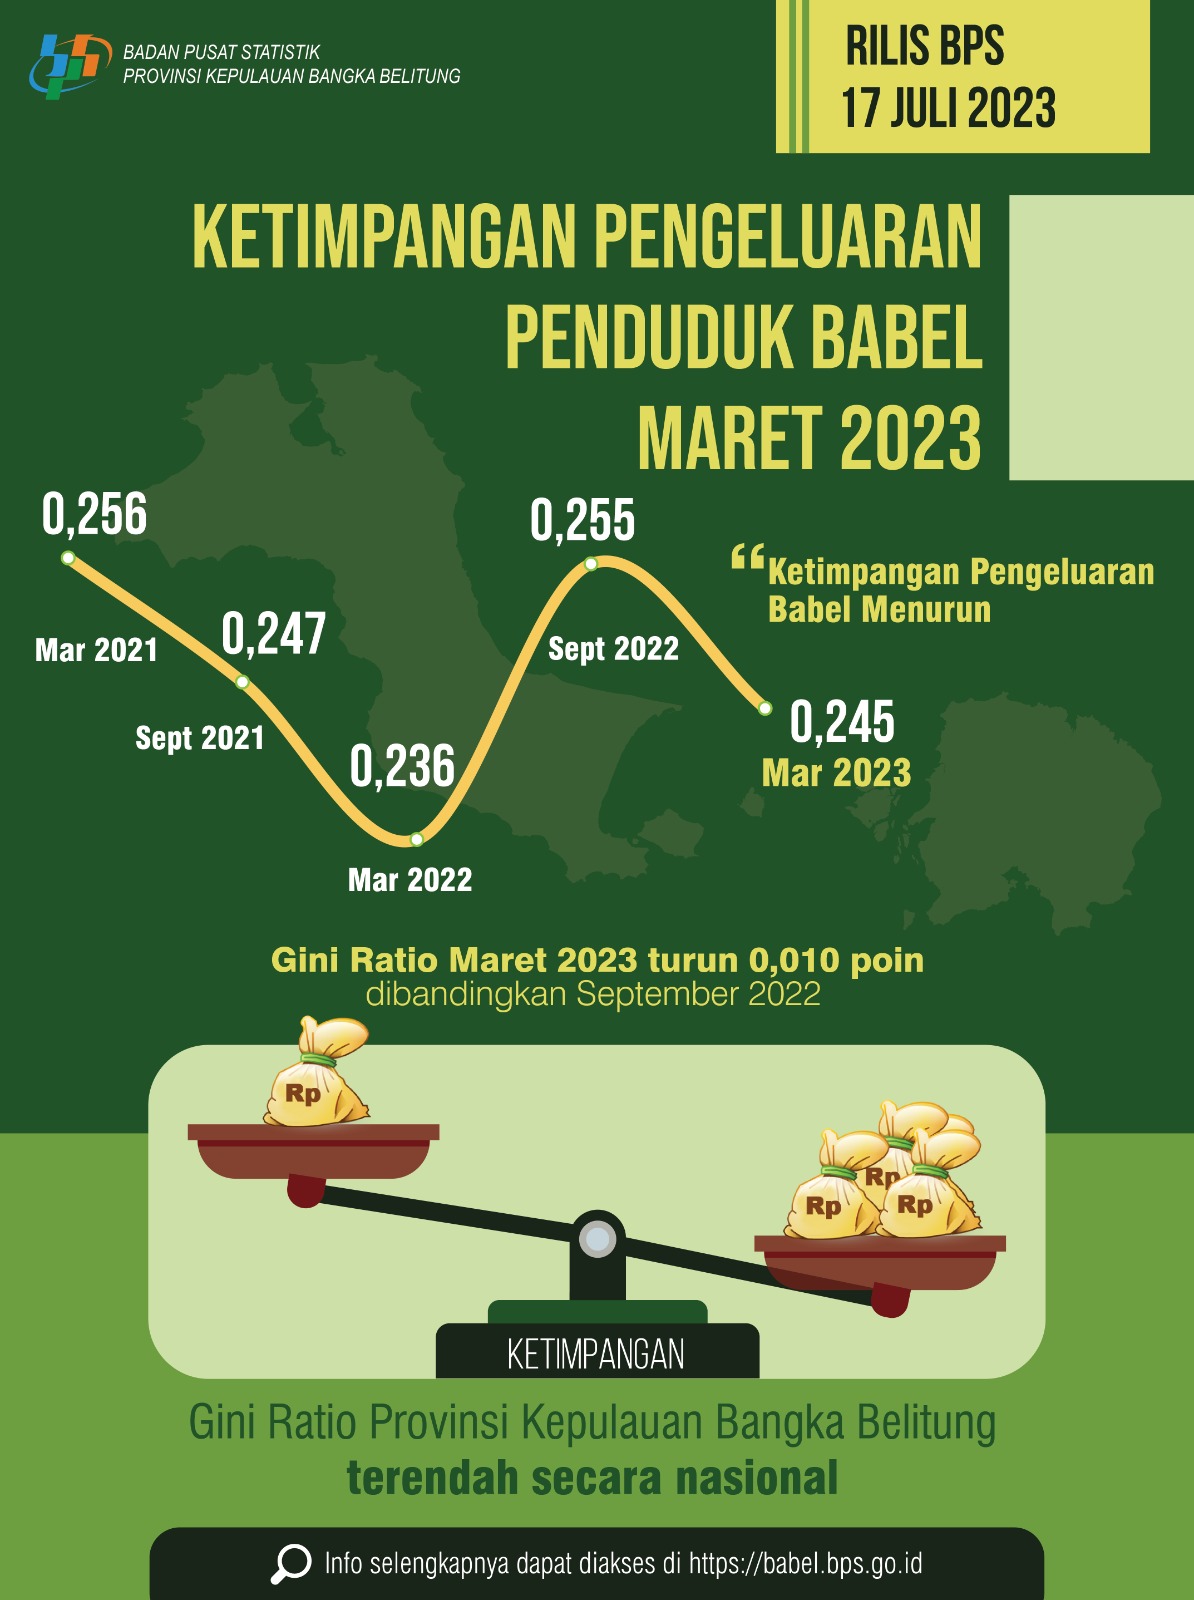 BADAN PUSAT STATISTIK
PROVINSI KEPULAUAN BANGKA BELITUNG
RILIS BPS
17 JULI 2023
KETIMPANGAN PENGELUARAN
PENDUDUK BABEL
MARET 2023
0,256
Mar 2021
0,247
Sept 2021
0,236
Mar 2022
0,255
Sept 2022
“Ketimpangan Pengeluaran
Babel Menurun
0,245
Mar 2023
Gini Ratio Maret 2023 turun 0,010 poin
dibandingkan September 2022
Rp
Rp
Rp
Rp
KETIMPANGAN
Gini Ratio Provinsi Kepulauan Bangka Belitung
terendah secara nasional
Info selengkapnya dapat diakses di https://babel.bps.go.id